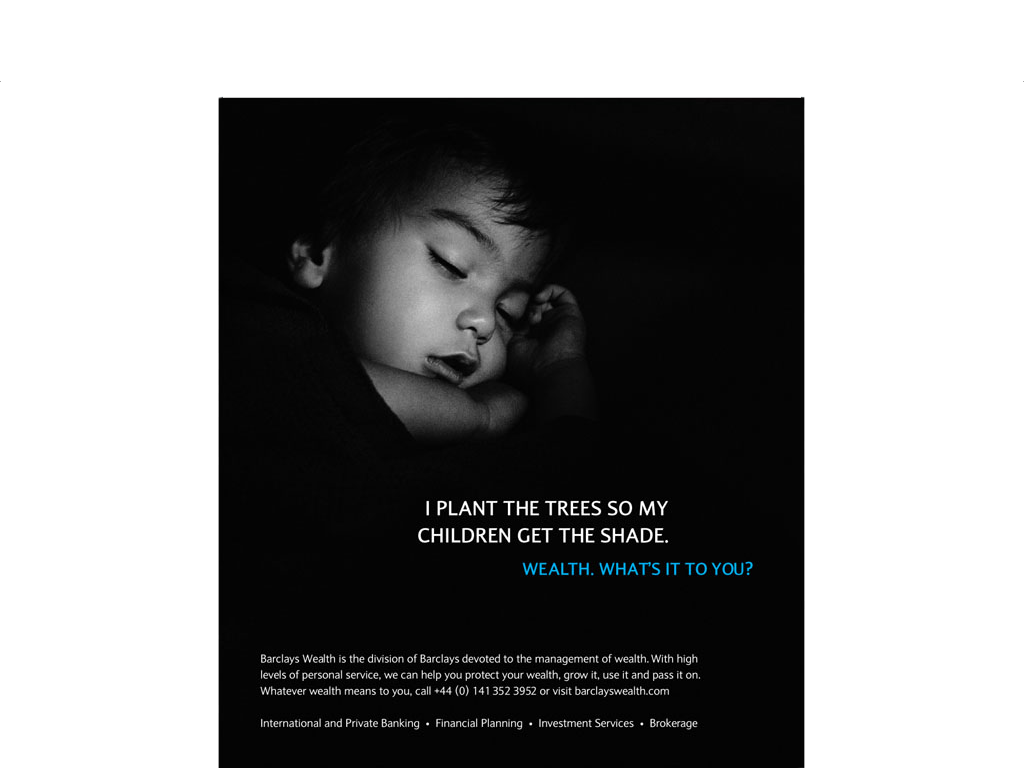 I PLANT THE TREES SO MY
CHILDREN GET THE SHADE.
WEALTH. WHAT'S IT TO YOU?
Barclays Wealth is the division of Barclays devoted to the management of wealth. With high
levels of personal service, we can help you protect your wealth, grow it, use it and pass it on.
Whatever wealth means to you, call +44 (0) 141 352 3952 or visit barclayswealth.com
International and Private Banking • Financial Planning • Investment Services • Brokerage